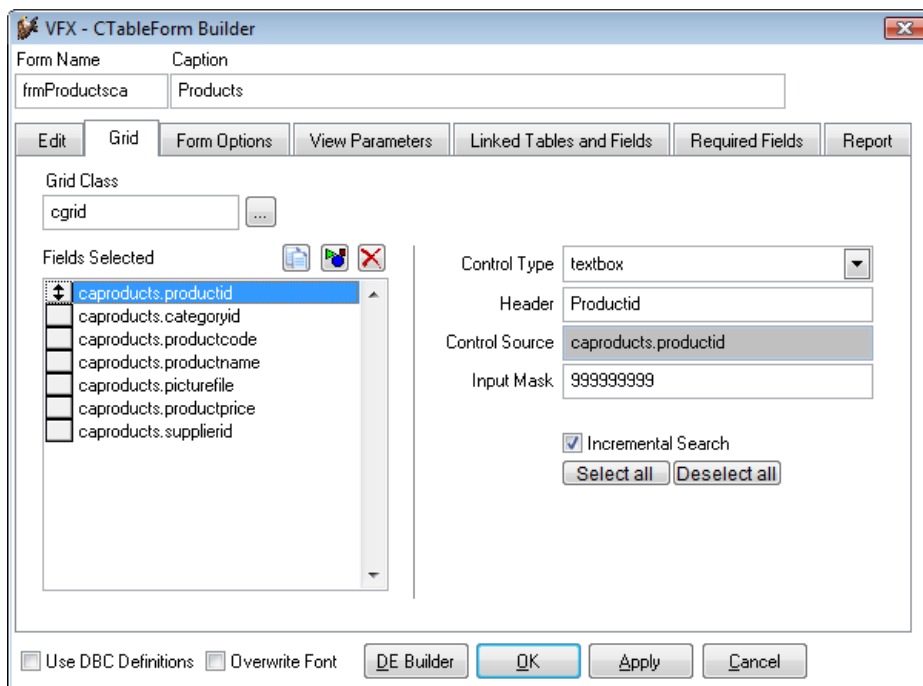 VFX - CTableForm Builder
Form Name Caption
frmProductsca Products
Edit Grid Form Options View Parameters Linked Tables and Fields Required Fields Report
Grid Class
cgrid ...
Fields Selected
Control Type textbox
caproducts.productid
Header Productid
caproducts.categoryid
caproducts.productcode
Control Source caproducts.productid
caproducts.productname
Input Mask 999999999
caproducts.picturefile
caproducts.productprice
caproducts.supplierid
Incremental Search
Select all Deselect all
Use DBC Definitions Overwrite Font DE Builder OK Apply Cancel